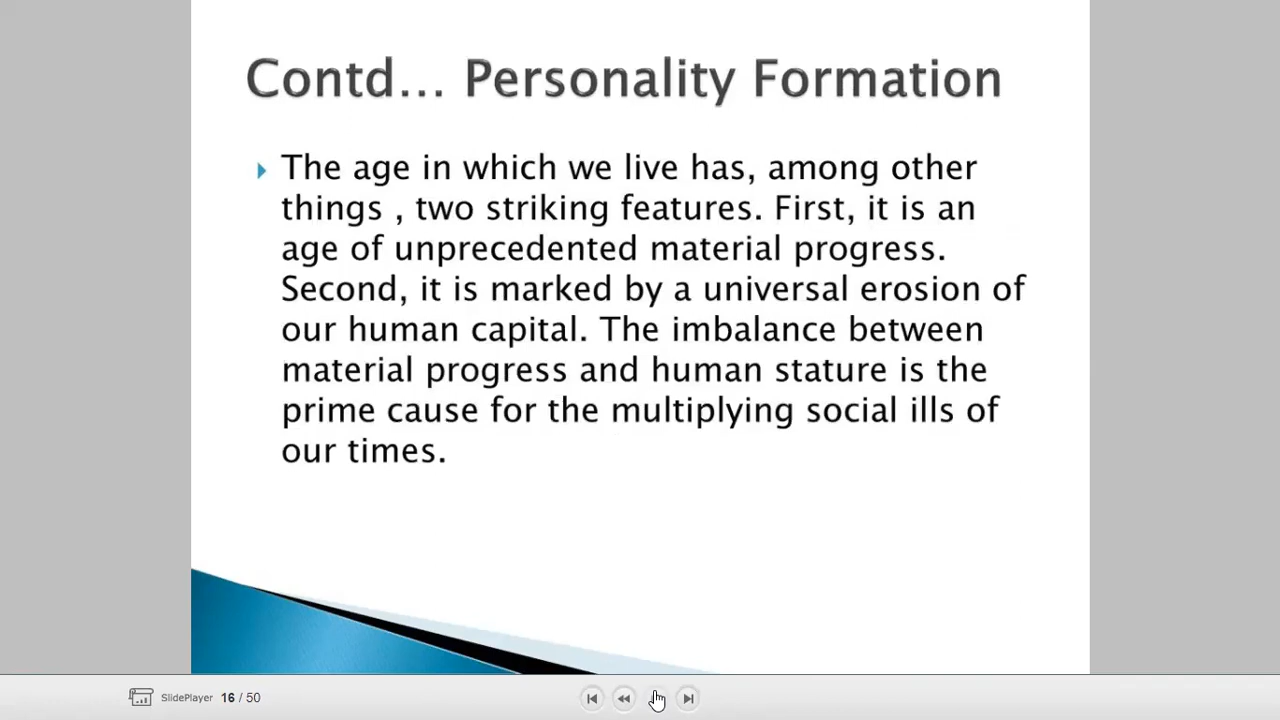 Contd... Personality Formation
The age in which we live has, among other
things , two striking features. First, it is an
age of unprecedented material progress.
Second, it is marked by a universal erosion of
our human capital. The imbalance between
material progress and human stature is the
prime cause for the multiplying social ills of
our times.
SlidePlayer 16 / 50